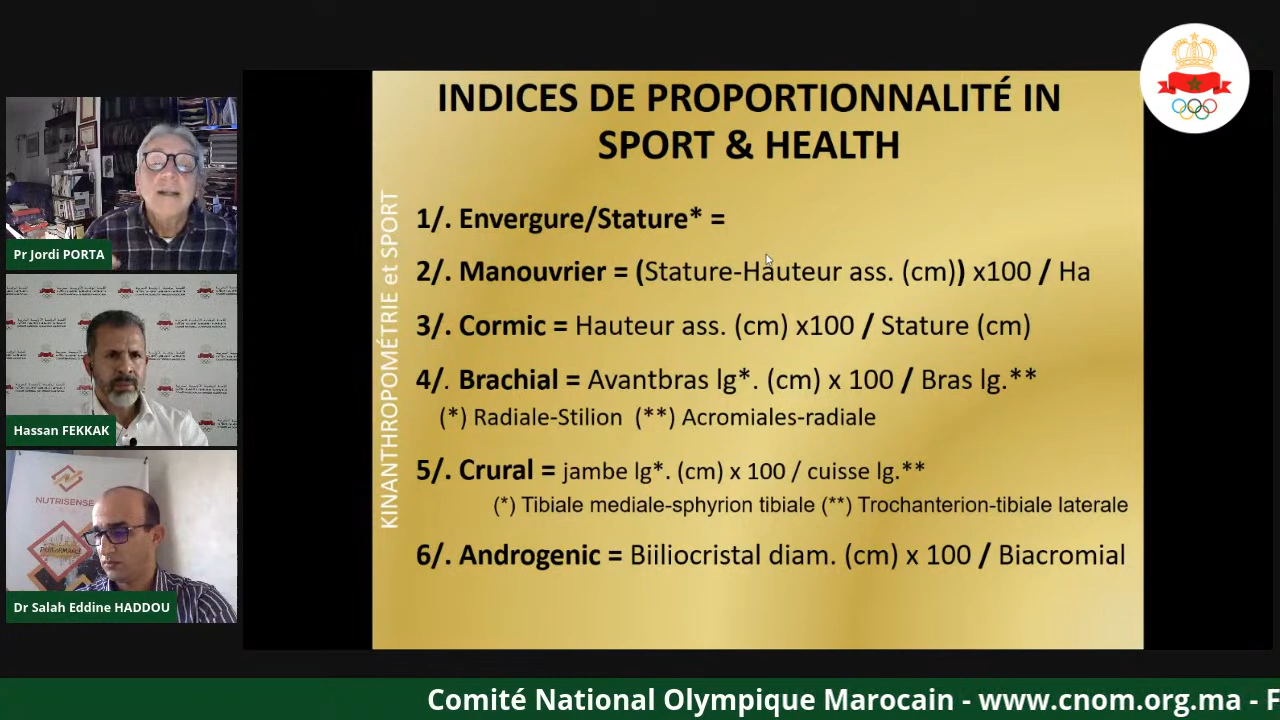 INDICES DE PROPORTIONNALITÉ IN
SPORT & HEALTH
KINANTHROPOMÉTRIE et SPORT
1/. Envergure/Stature* =
2/. Manouvrier = (Stature-Hauteur ass. (cm)) x100 / Ha
3/. Cormic = Hauteur ass. (cm) x100 / Stature (cm)
4/. Brachial = Avantbras lg*. (cm) x 100 / Bras lg.**
(*) Radiale-Stilion (**) Acromiales-radiale
5/. Crural = jambe lg*. (cm) x 100 / cuisse lg.**
(*) Tibiale mediale-sphyrion tibiale (**) Trochanterion-tibiale laterale
6/. Androgenic = Biiliocristal diam. (cm) x 100 / Biacromial
Pr Jordi PORTA
Hassan FEKKAK
NUTRISENSE
Dr Salah Eddine HADDOU
Comité National Olympique Marocain - www.cnom.org.ma - F